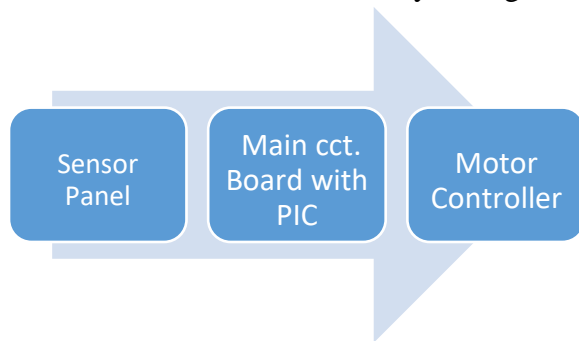 Sensor
Panel
Main cct.
Board with
PIC
Motor
Controller